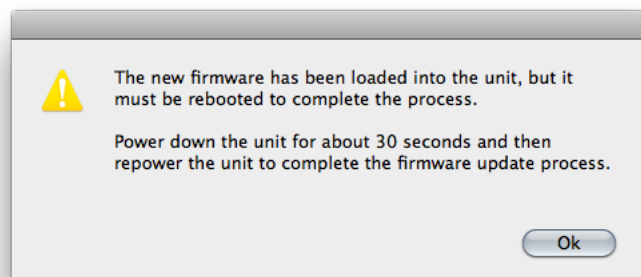 The new firmware has been loaded into the unit, but it
must be rebooted to complete the process.
Power down the unit for about 30 seconds and then
repower the unit to complete the firmware update process.
Ok